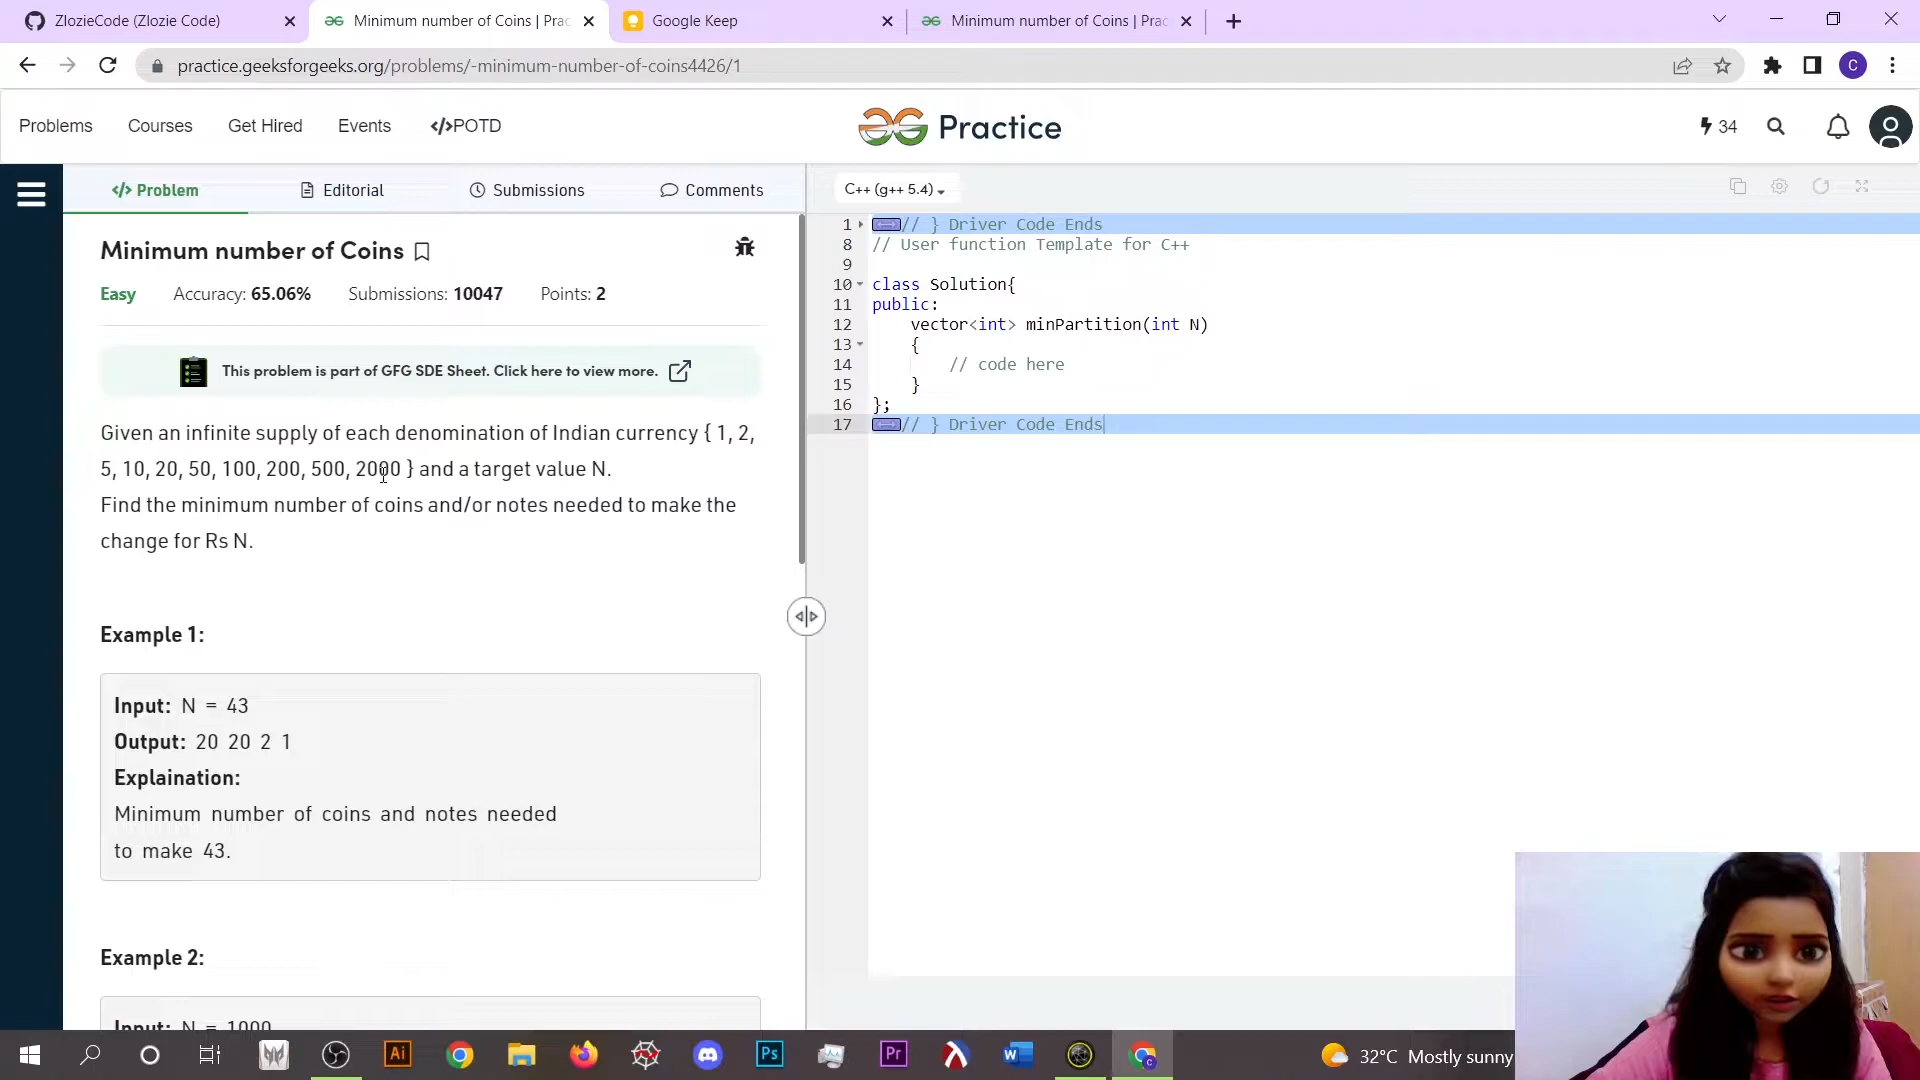 ZlozieCode (Zlozie Code)
Minimum number of Coins | Prac
Google Keep
Minimum number of Coins | Prac
practice.geeksforgeeks.org/problems/-minimum-number-of-coins4426/1
C
Problems
Courses
Get Hired
Events
</>POTD
Practice
34
</> Problem
Editorial
Submissions
Comments
C++ (g++ 5.4)
Minimum number of Coins
Easy Accuracy: 65.06% Submissions: 10047 Points: 2
This problem is part of GFG SDE Sheet. Click here to view more.
Given an infinite supply of each denomination of Indian currency { 1, 2,
5, 10, 20, 50, 100, 200, 500, 2000 } and a target value N.
Find the minimum number of coins and/or notes needed to make the
change for Rs N.
Example 1:
Input: N = 43
Output: 20 20 2 1
Explaination:
Minimum number of coins and notes needed
to make 43.
Example 2:
Input: N = 1000
1 // } Driver Code Ends
8 // User function Template for C++
9
10 class Solution{
11 public:
12 vector<int> minPartition(int N)
13 {
14 // code here
15 }
16 };
17 // } Driver Code Ends
Ai
Ps
Pr
W
32°C Mostly sunny